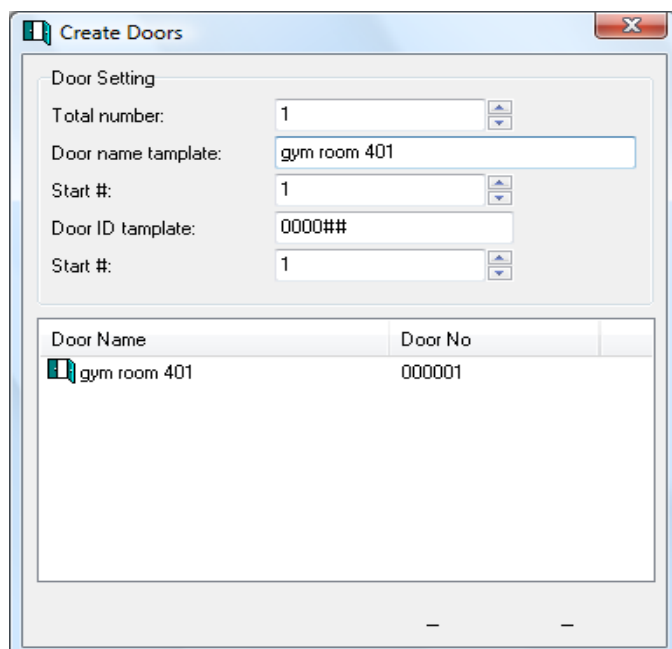 Create Doors
Door Setting
Total number: 1
Door name tamplate: gym room 401
Start #: 1
Door ID tamplate: 0000##
Start #: 1
Door Name Door No
gym room 401 000001